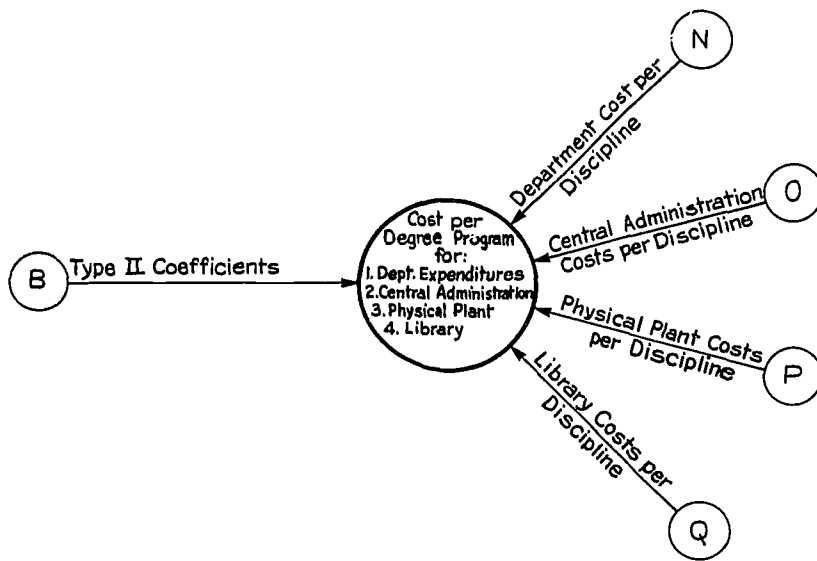 N
Department Cost per
Discipline
O
Central Administration
Costs per Discipline
Cost per
Degree Program
for:
1. Dept. Expenditures
2. Central Administration
3. Physical Plant
4. Library
B
Type II Coefficients
Physical Plant Costs
per Discipline
P
Library Costs per
Discipline
Q